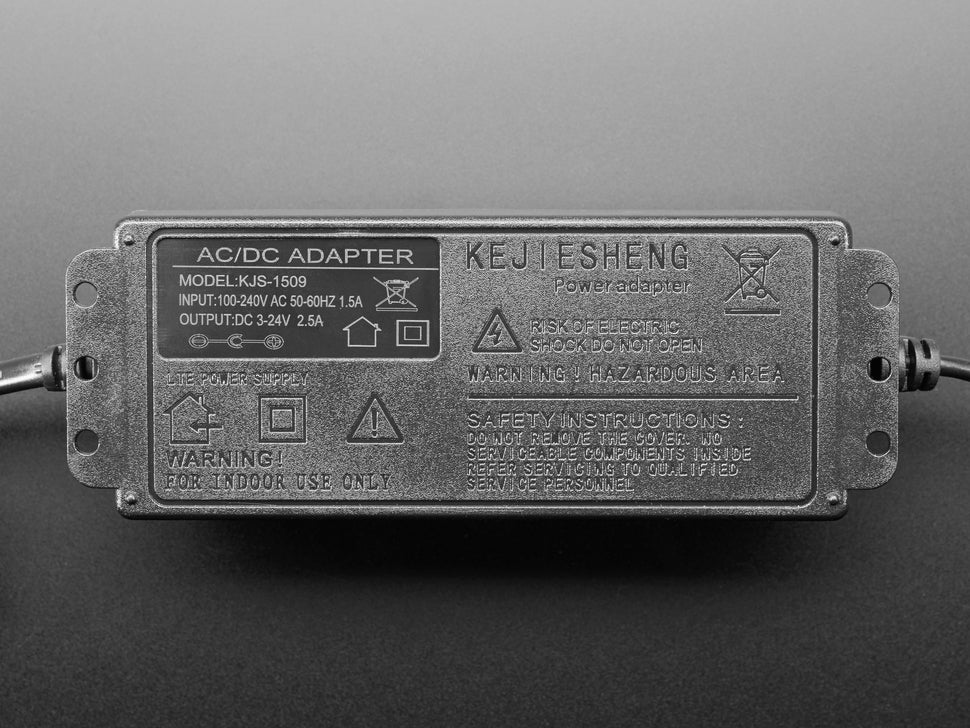 AC/DC ADAPTER
MODEL:KJS-1509
INPUT:100-240V AC 50-60HZ 1.5A
OUTPUT:DC 3-24V 2.5A
LTE POWER SUPPLY
WARNING!
FOR INDOOR USE ONLY
KEJIESHENG
Power adapter
RISK OF ELECTRIC
SHOCK DO NOT OPEN
WARNING! HAZARDOUS AREA
SAFETY INSTRUCTIONS:
DO NOT REMOVE THE COVER. NO
SERVICEABLE COMPONENTS INSIDE
REFER SERVICING TO QUALIFIED
SERVICE PERSONNEL